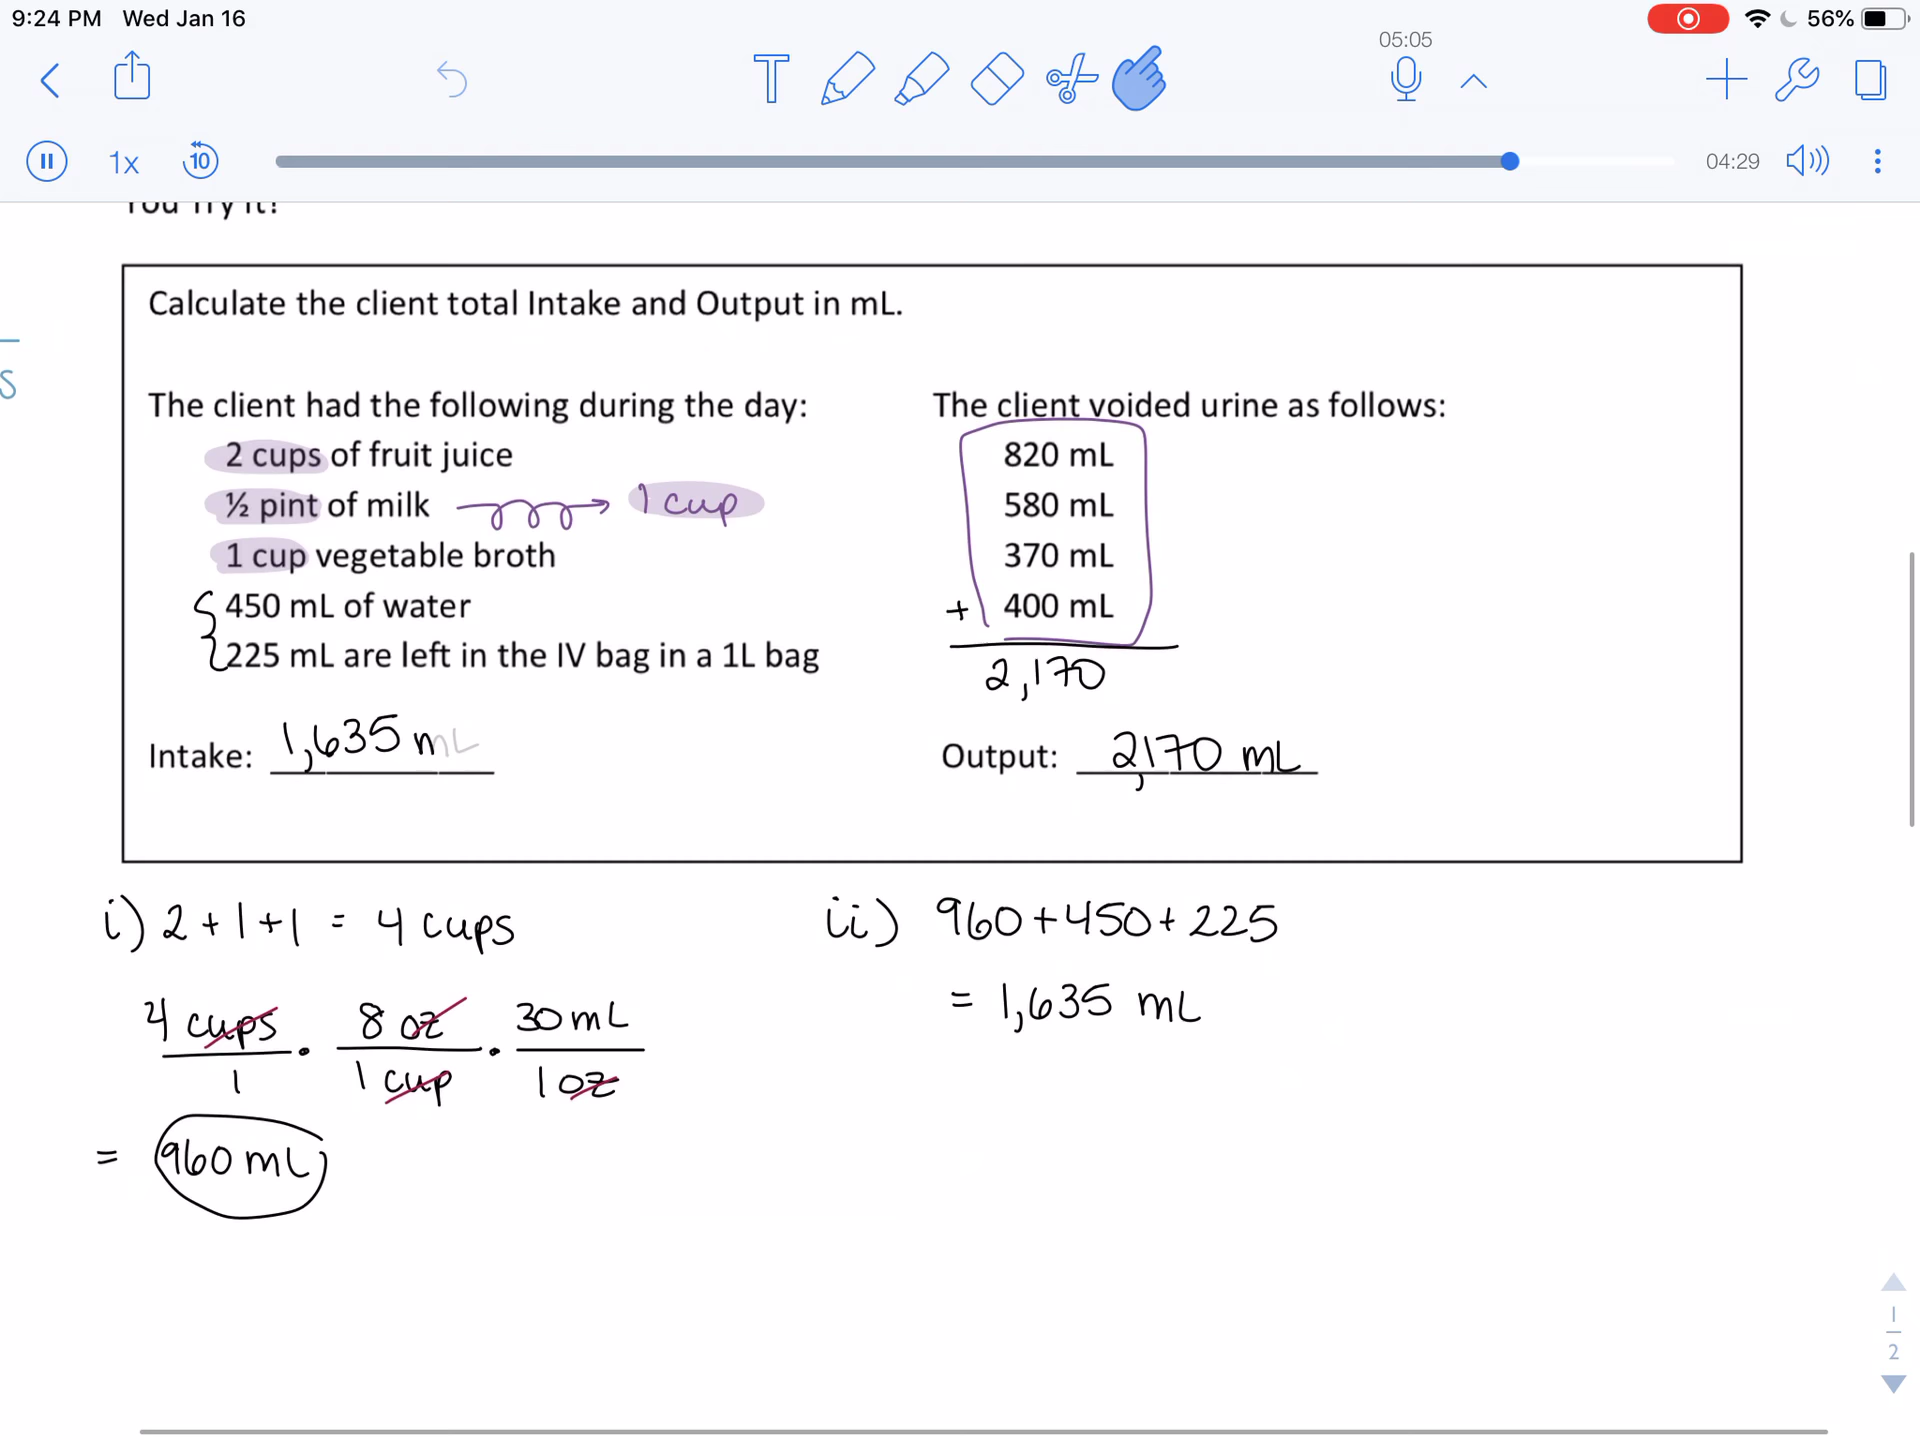 9:24 PM Wed Jan 16
56%
05:05
T
1x
10
04:29
You Try it!
Calculate the client total Intake and Output in mL.
The client had the following during the day:
2 cups of fruit juice
½ pint of milk 1 cup
1 cup vegetable broth
450 mL of water
225 mL are left in the IV bag in a 1L bag
Intake: 1,635 mL
The client voided urine as follows:
820 mL
580 mL
370 mL
+ 400 mL
2,170
Output: 2,170 mL
s
i) 2 + 1 + 1 = 4 cups
4 cups / 1 · 8 oz / 1 cup · 30 mL / 1 oz
= 960 mL
ii) 960 + 450 + 225
= 1,635 mL
1
2